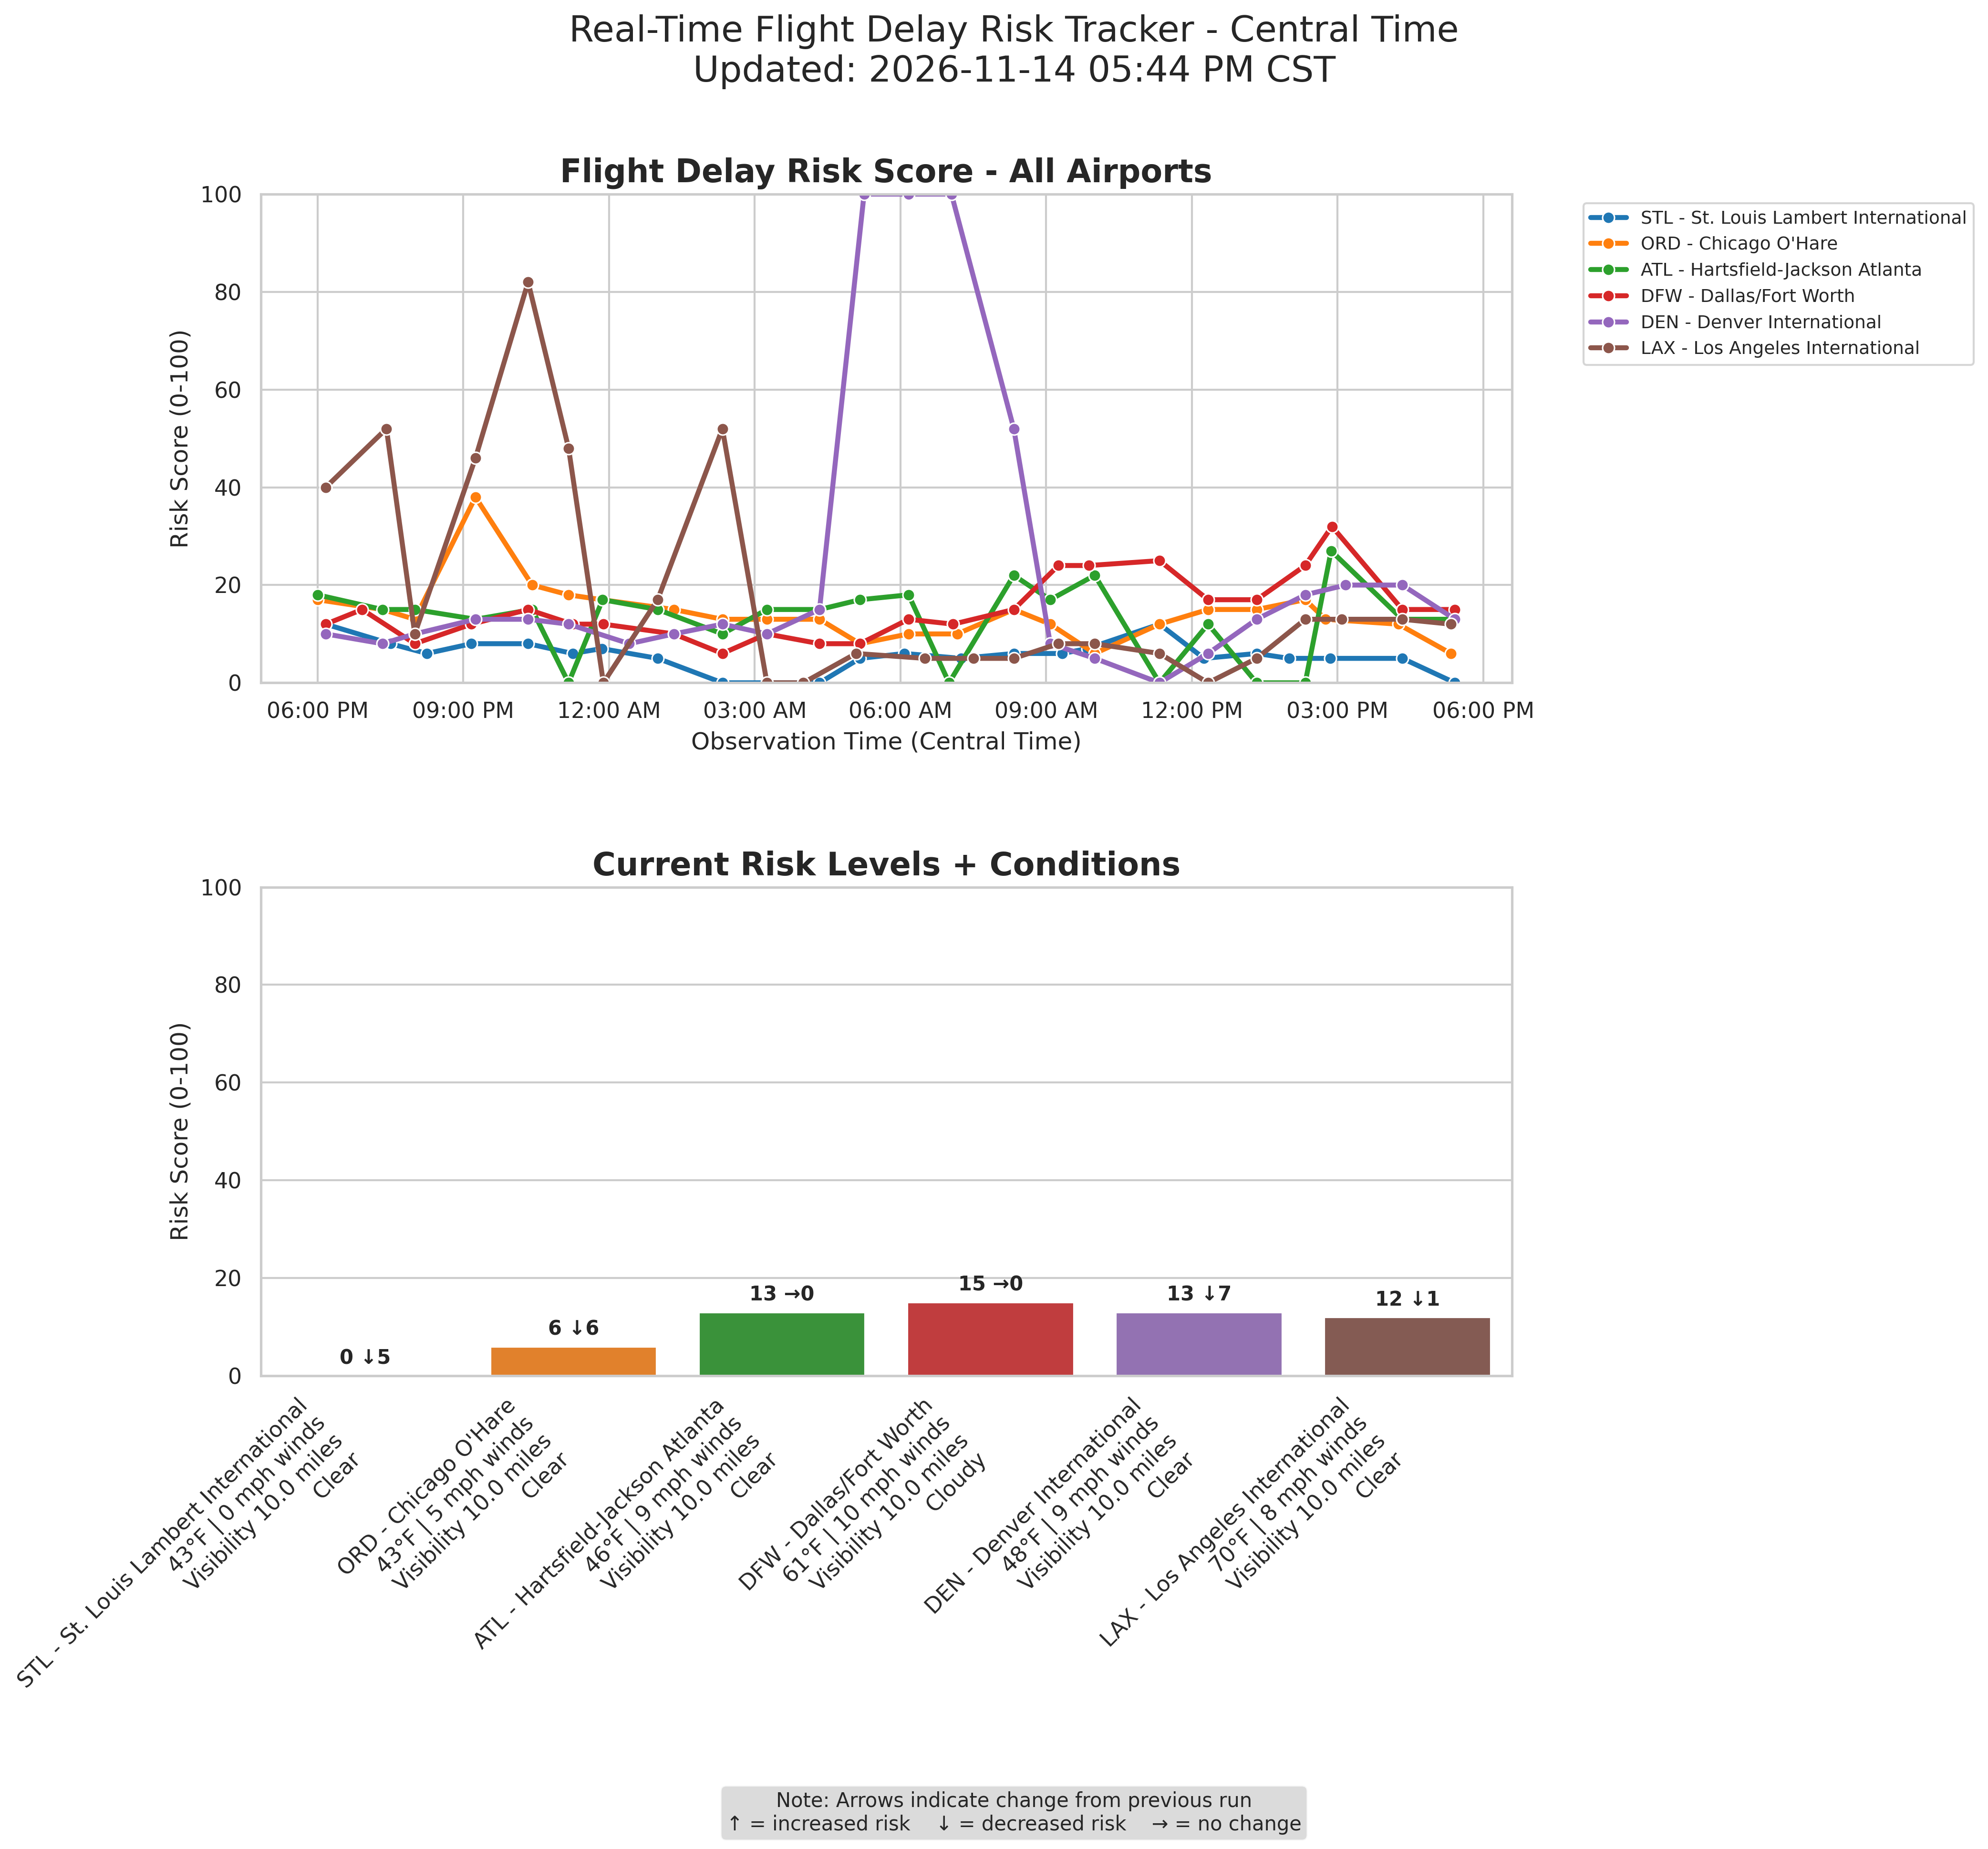 Real-Time Flight Delay Risk Tracker - Central Time
Updated: 2026-11-14 05:44 PM CST
Flight Delay Risk Score - All Airports
Risk Score (0-100)
100
80
60
40
20
0
06:00 PM
09:00 PM
12:00 AM
03:00 AM
06:00 AM
09:00 AM
12:00 PM
03:00 PM
06:00 PM
Observation Time (Central Time)
STL - St. Louis Lambert International
ORD - Chicago O'Hare
ATL - Hartsfield-Jackson Atlanta
DFW - Dallas/Fort Worth
DEN - Denver International
LAX - Los Angeles International
Current Risk Levels + Conditions
Risk Score (0-100)
100
80
60
40
20
0
0 ↓5
6 ↓6
13 →0
15 →0
13 ↓7
12 ↓1
STL - St. Louis Lambert International
43°F | 0 mph winds
Visibility 10.0 miles
Clear
ORD - Chicago O'Hare
43°F | 5 mph winds
Visibility 10.0 miles
Clear
ATL - Hartsfield-Jackson Atlanta
46°F | 9 mph winds
Visibility 10.0 miles
Clear
DFW - Dallas/Fort Worth
61°F | 10 mph winds
Visibility 10.0 miles
Cloudy
DEN - Denver International
48°F | 9 mph winds
Visibility 10.0 miles
Clear
LAX - Los Angeles International
70°F | 8 mph winds
Visibility 10.0 miles
Clear
Note: Arrows indicate change from previous run
↑ = increased risk ↓ = decreased risk → = no change